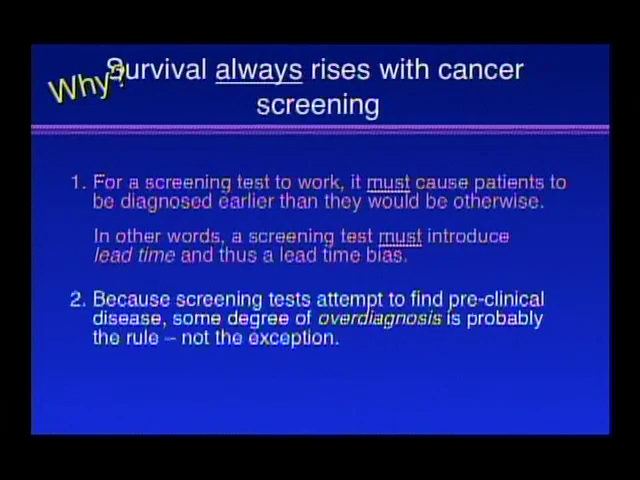 Why?
Survival always rises with cancer
screening
1. For a screening test to work, it must cause patients to
be diagnosed earlier than they would be otherwise.
In other words, a screening test must introduce
lead time and thus a lead time bias.
2. Because screening tests attempt to find pre-clinical
disease, some degree of overdiagnosis is probably
the rule – not the exception.